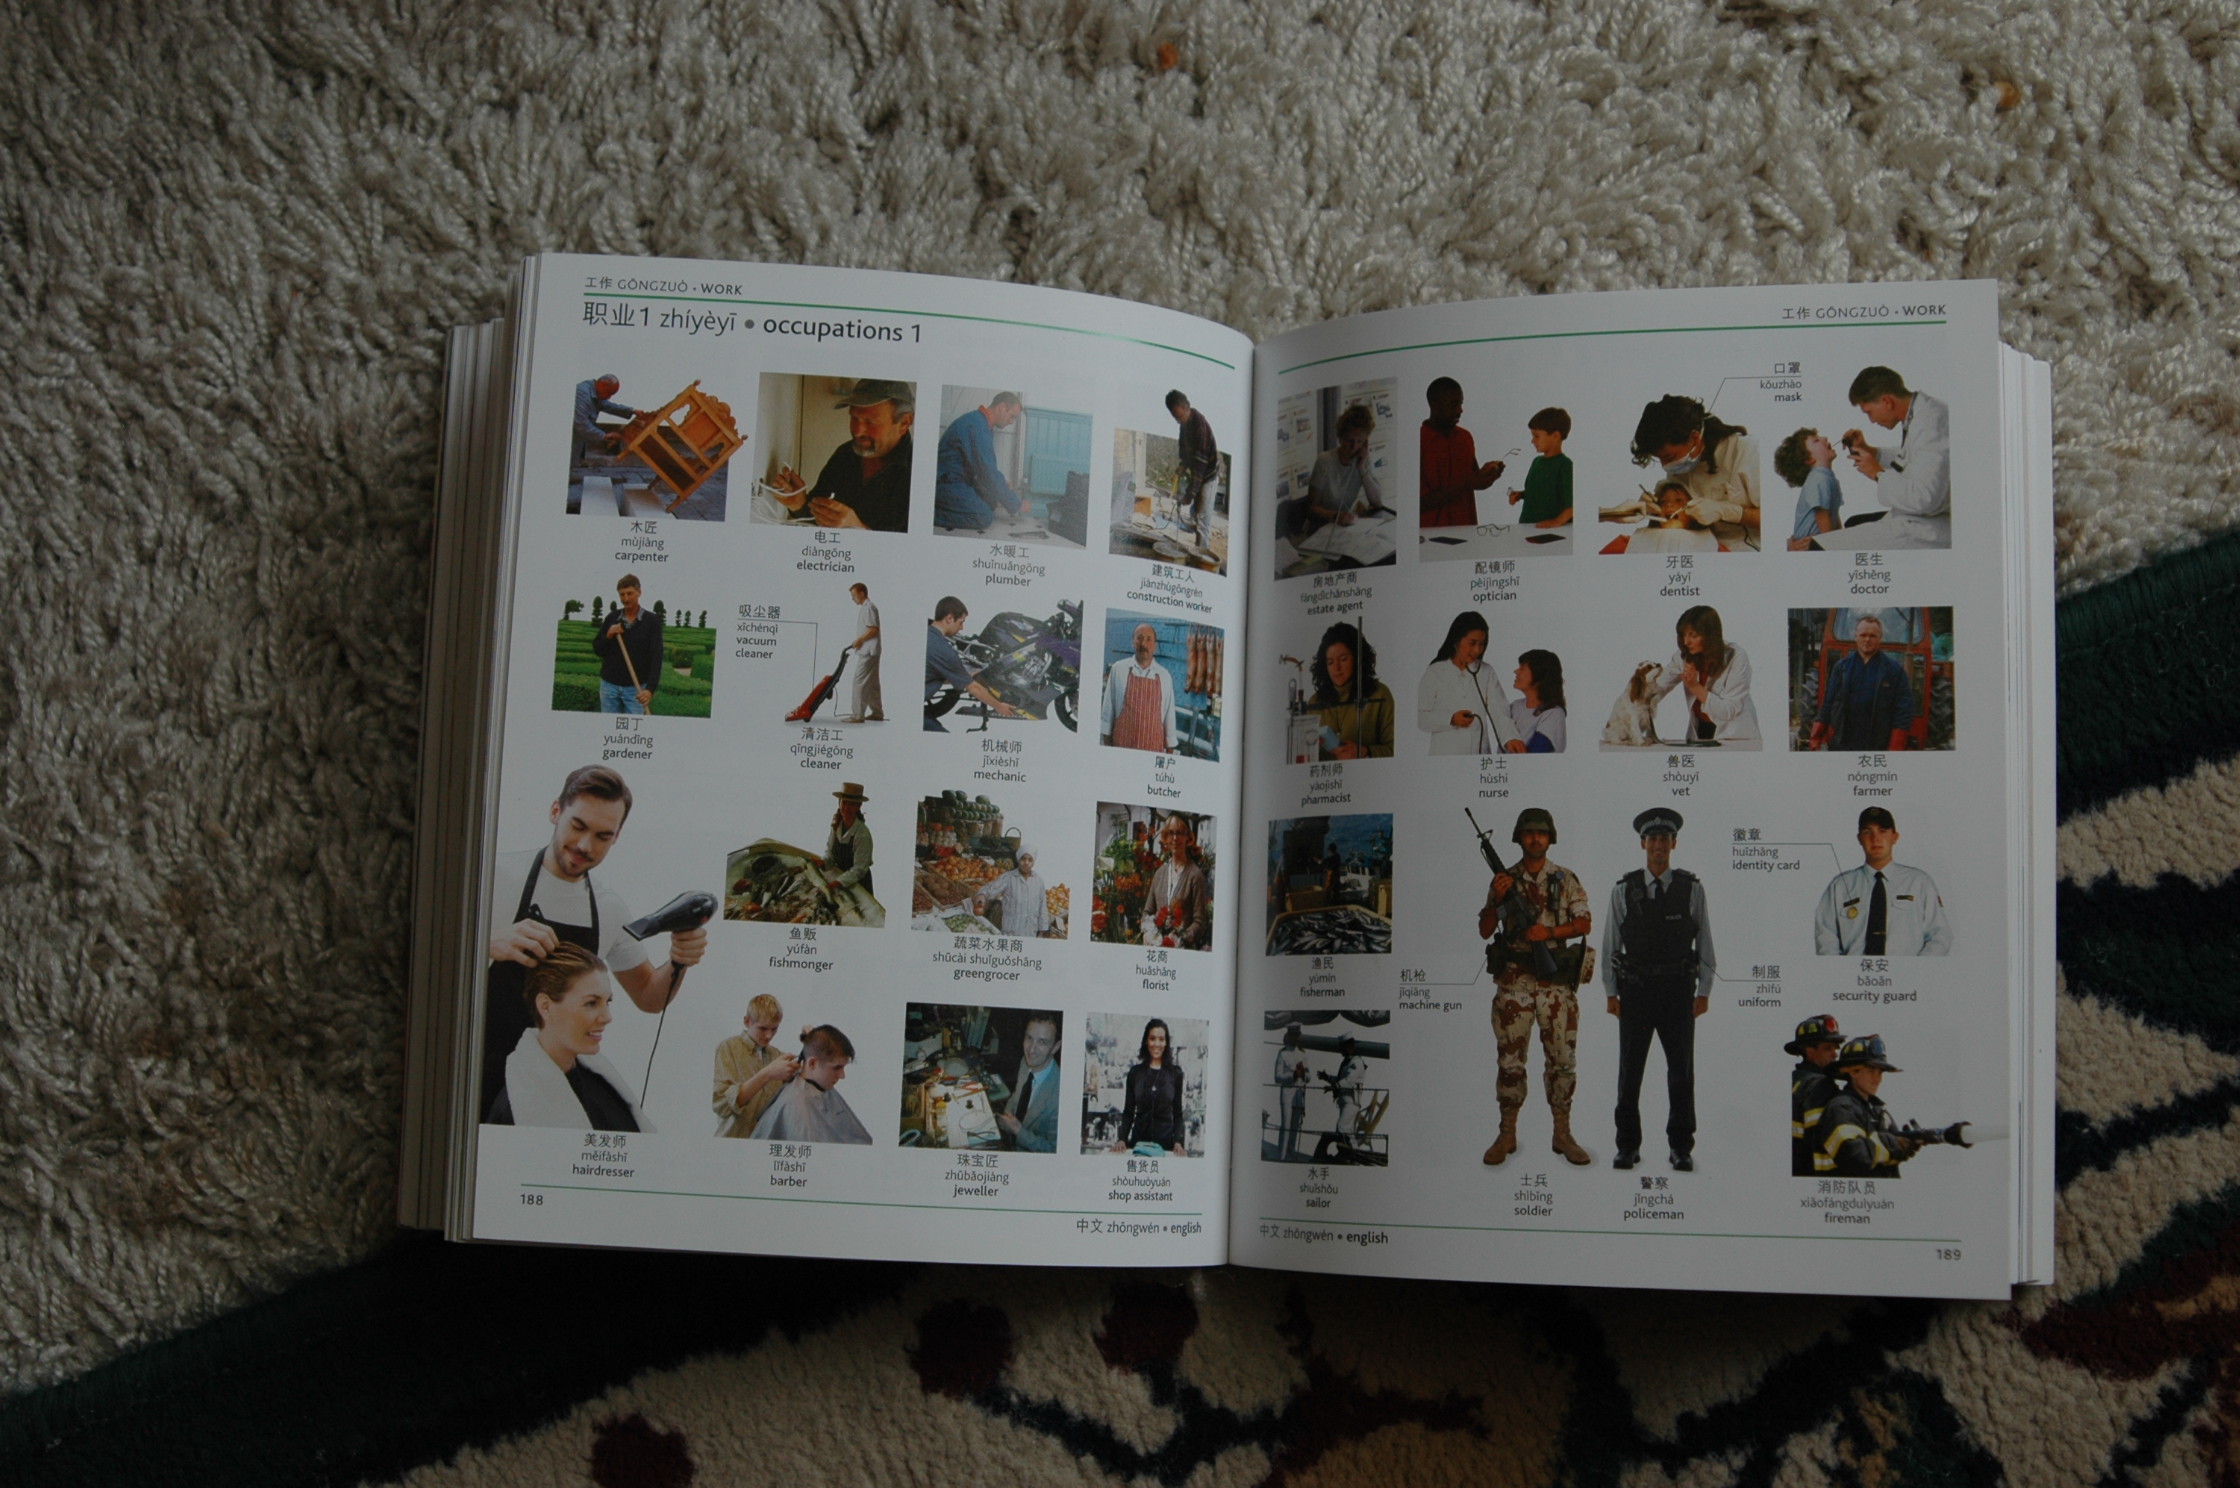 工作 GŌNGZUÒ • WORK
职业1 zhíyèyī • occupations 1
木匠
mùjiàng
carpenter
电工
diàngōng
electrician
水暖工
shuǐnuǎngōng
plumber
建筑工人
jiànzhùgōngrén
construction worker
园丁
yuándīng
gardener
吸尘器
xīchénqì
vacuum
cleaner
清洁工
qīngjiégōng
cleaner
机械师
jīxièshī
mechanic
屠户
túhù
butcher
美发师
měifàshī
hairdresser
鱼贩
yúfàn
fishmonger
蔬菜水果商
shūcài shuǐguǒshāng
greengrocer
花商
huāshāng
florist
理发师
lǐfàshī
barber
珠宝匠
zhūbǎojiàng
jeweller
售货员
shòuhuòyuán
shop assistant
188
中文 zhōngwén • english
工作 GŌNGZUÒ • WORK
房地产商
fángdìchǎnshāng
estate agent
配镜师
pèijìngshī
optician
牙医
yáyī
dentist
口罩
kǒuzhào
mask
医生
yīshēng
doctor
药剂师
yàojìshī
pharmacist
护士
hùshi
nurse
兽医
shòuyī
vet
农民
nóngmín
farmer
渔民
yúmín
fisherman
机枪
jīqiāng
machine gun
制服
zhìfú
uniform
徽章
huīzhāng
identity card
保安
bǎoān
security guard
水手
shuǐshǒu
sailor
士兵
shìbīng
soldier
警察
jǐngchá
policeman
消防队员
xiāofángduìyuán
fireman
中文 zhōngwén • english
189